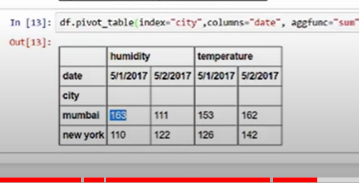 In [13]: df.pivot_table(index="city",columns="date", aggfunc="sum"
Out[13]:
humidity temperature
date 5/1/2017 5/2/2017 5/1/2017 5/2/2017
city
mumbai 163 111 153 162
new york 110 122 126 142